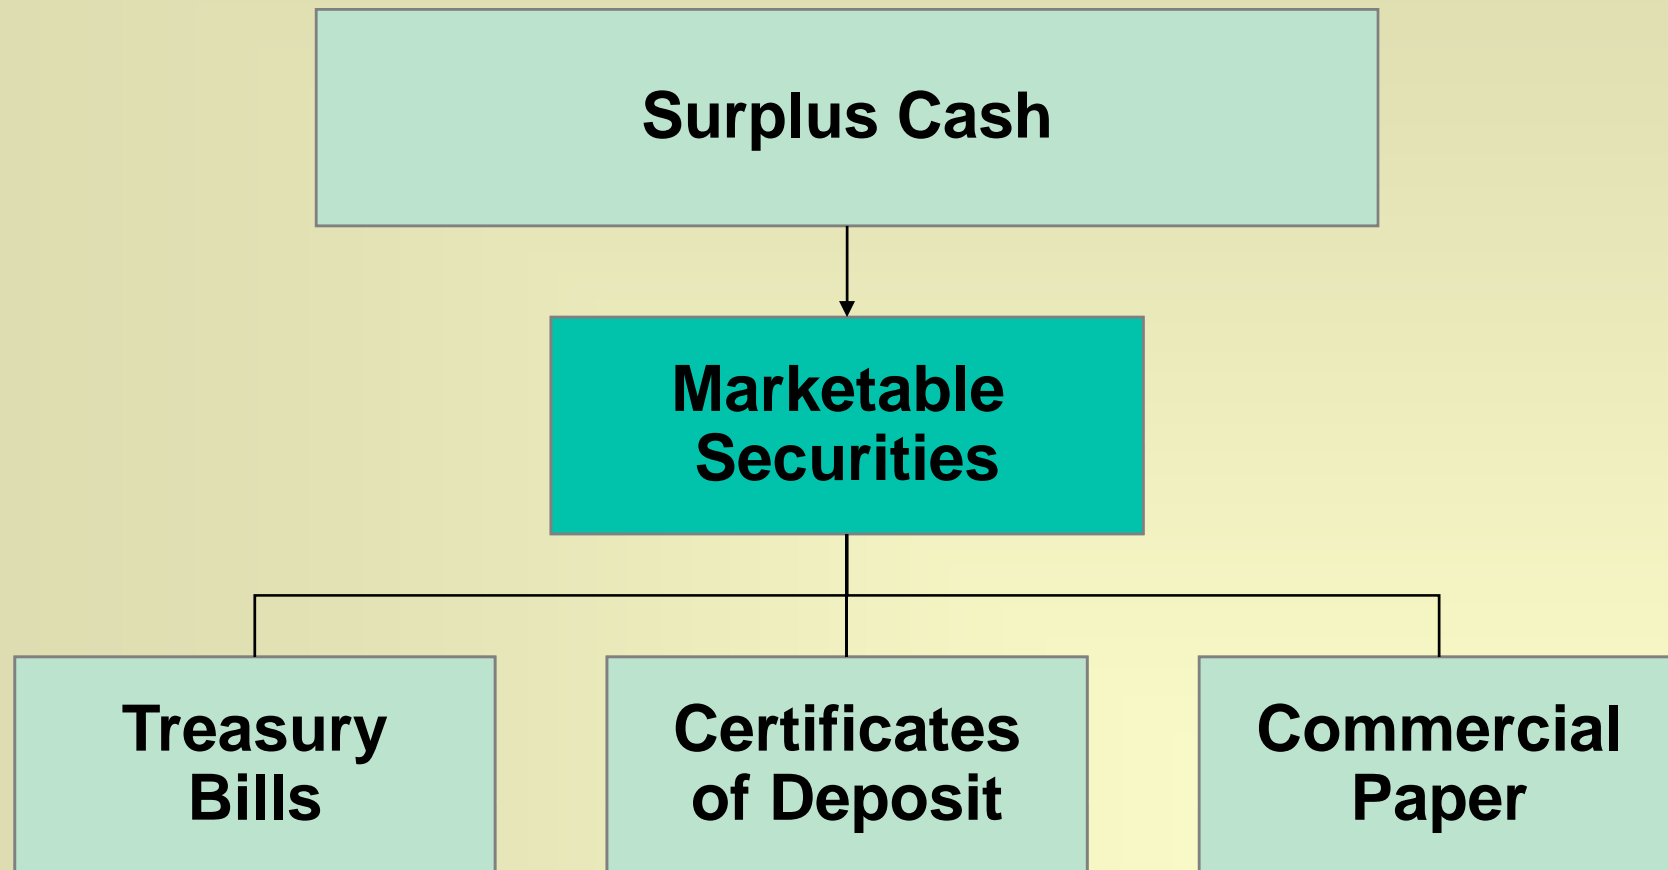 Surplus Cash
Marketable
Securities
Treasury
Bills
Certificates
of Deposit
Commercial
Paper